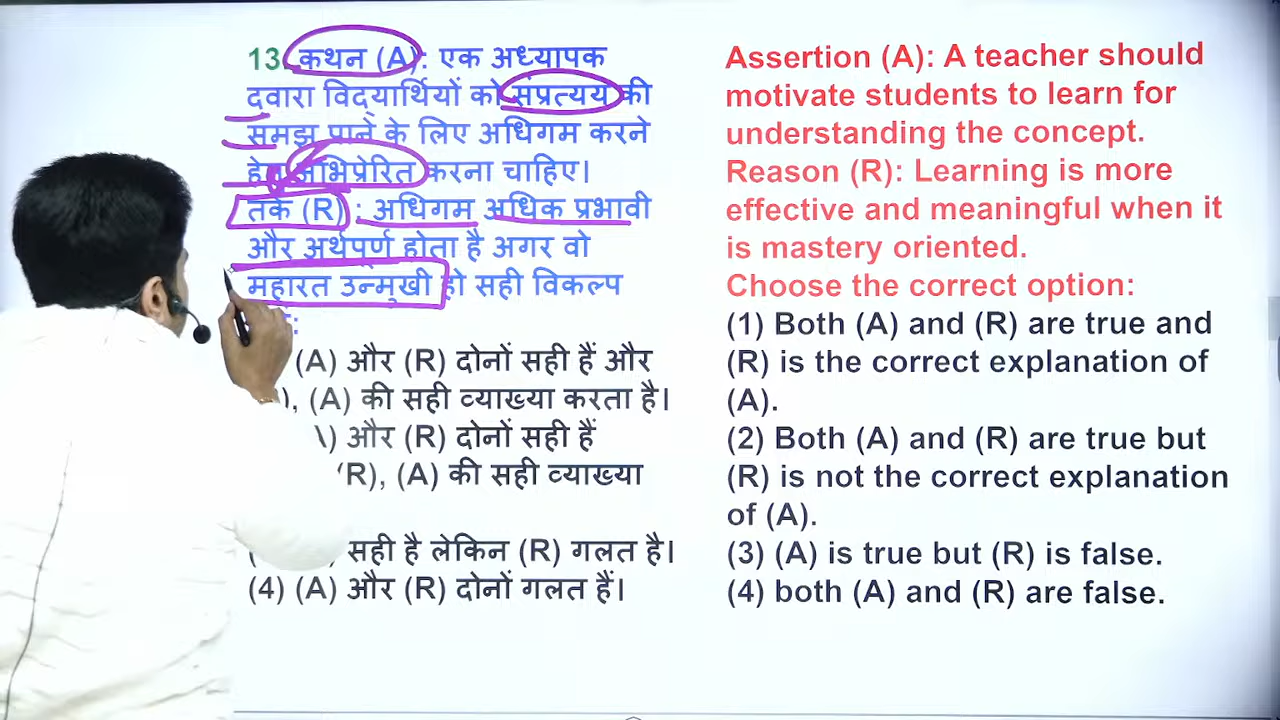 13. कथन (A): एक अध्यापक
द्वारा विद्यार्थियों को संप्रत्यय की
समझ पाने के लिए अधिगम करने
हेतु अभिप्रेरित करना चाहिए।
तर्क (R) : अधिगम अधिक प्रभावी
और अर्थपूर्ण होता है अगर वो
महारत उन्मुखी हो सही विकल्प
(A) और (R) दोनों सही हैं और
(A) की सही व्याख्या करता है।
और (R) दोनों सही हैं
(R), (A) की सही व्याख्या
सही है लेकिन (R) गलत है।
(4) (A) और (R) दोनों गलत हैं।
Assertion (A): A teacher should
motivate students to learn for
understanding the concept.
Reason (R): Learning is more
effective and meaningful when it
is mastery oriented.
Choose the correct option:
(1) Both (A) and (R) are true and
(R) is the correct explanation of
(A).
(2) Both (A) and (R) are true but
(R) is not the correct explanation
of (A).
(3) (A) is true but (R) is false.
(4) both (A) and (R) are false.